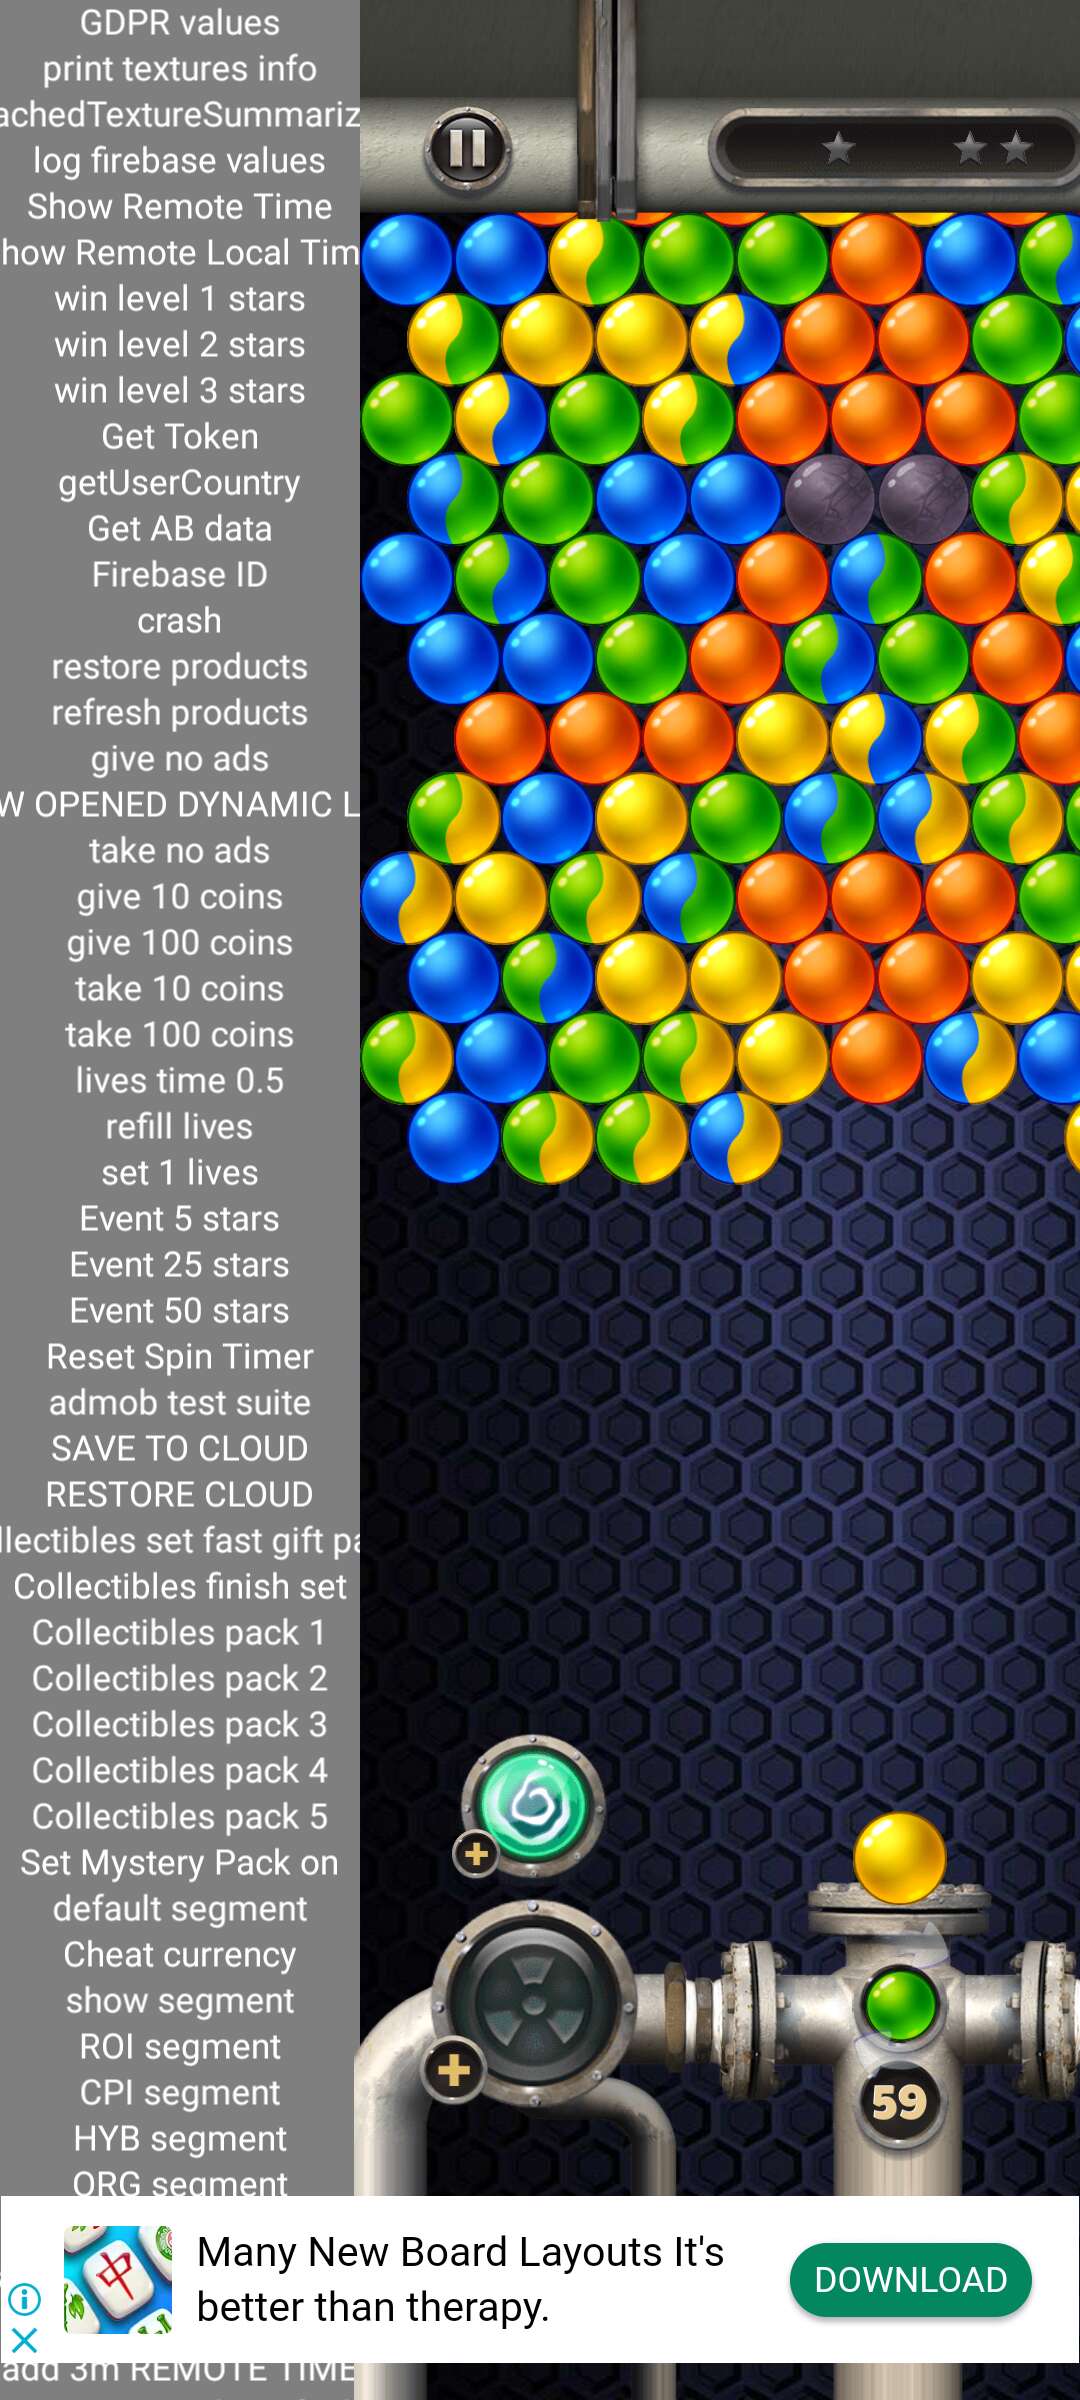 GDPR values
print textures info
achedTextureSummariz
log firebase values
Show Remote Time
how Remote Local Tim
win level 1 stars
win level 2 stars
win level 3 stars
Get Token
getUserCountry
Get AB data
Firebase ID
crash
restore products
refresh products
give no ads
W OPENED DYNAMIC L
take no ads
give 10 coins
give 100 coins
take 10 coins
take 100 coins
lives time 0.5
refill lives
set 1 lives
Event 5 stars
Event 25 stars
Event 50 stars
Reset Spin Timer
admob test suite
SAVE TO CLOUD
RESTORE CLOUD
llectibles set fast gift pa
Collectibles finish set
Collectibles pack 1
Collectibles pack 2
Collectibles pack 3
Collectibles pack 4
Collectibles pack 5
Set Mystery Pack on
default segment
Cheat currency
show segment
ROI segment
CPI segment
HYB segment
ORG segment
59
Many New Board Layouts It's
better than therapy.
DOWNLOAD
中
add 3m REMOTE TIME